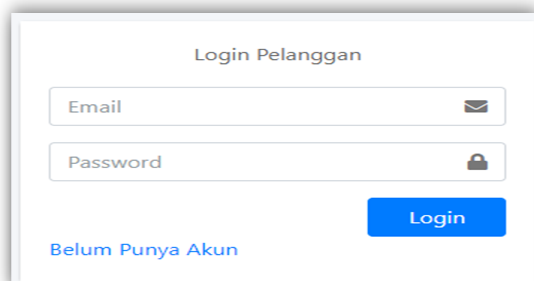 Login Pelanggan
Email
Password
Login
Belum Punya Akun